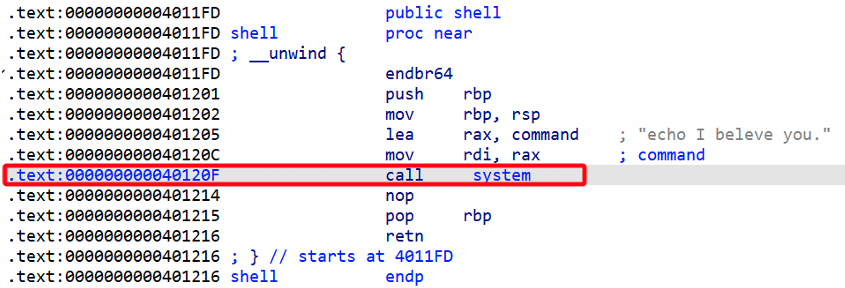 .text:00000000004011FD public shell
.text:00000000004011FD shell proc near
.text:00000000004011FD ; __unwind {
.text:00000000004011FD endbr64
.text:0000000000401201 push rbp
.text:0000000000401202 mov rbp, rsp
.text:0000000000401205 lea rax, command ; "echo I beleve you."
.text:000000000040120C mov rdi, rax ; command
.text:000000000040120F call _system
.text:0000000000401214 nop
.text:0000000000401215 pop rbp
.text:0000000000401216 retn
.text:0000000000401216 ; } // starts at 4011FD
.text:0000000000401216 shell endp